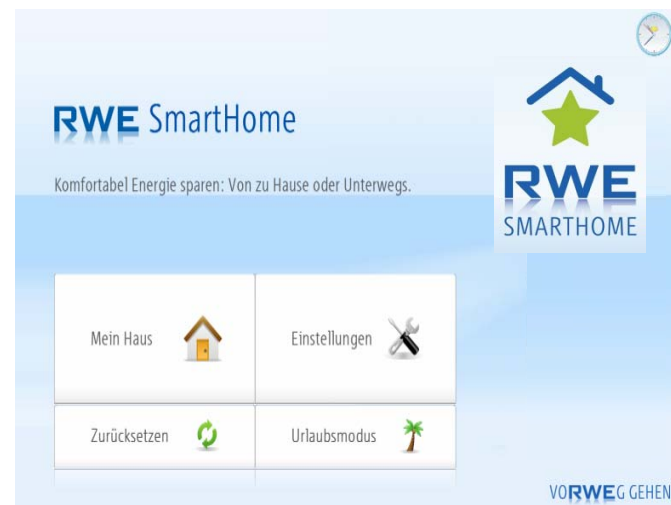 RWE SmartHome
Komfortabel Energie sparen: Von zu Hause oder Unterwegs.
RWE
SMARTHOME
Mein Haus
Einstellungen
Zurücksetzen
Urlaubsmodus
VORWEG GEHEN